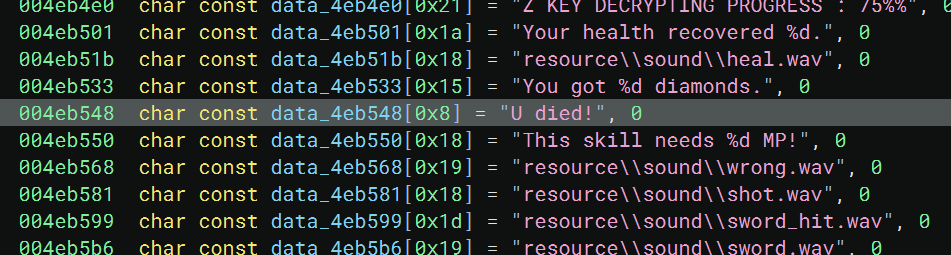 004eb4e0  char const data_4eb4e0[0x21] = "Z KEY DECRYPTING PROGRESS : 75%%", 0
004eb501  char const data_4eb501[0x1a] = "Your health recovered %d.", 0
004eb51b  char const data_4eb51b[0x18] = "resource\\sound\\heal.wav", 0
004eb533  char const data_4eb533[0x15] = "You got %d diamonds.", 0
004eb548  char const data_4eb548[0x8] = "U died!", 0
004eb550  char const data_4eb550[0x18] = "This skill needs %d MP!", 0
004eb568  char const data_4eb568[0x19] = "resource\\sound\\wrong.wav", 0
004eb581  char const data_4eb581[0x18] = "resource\\sound\\shot.wav", 0
004eb599  char const data_4eb599[0x1d] = "resource\\sound\\sword_hit.wav", 0
004eb5b6  char const data_4eb5b6[0x19] = "resource\\sound\\sword.wav", 0